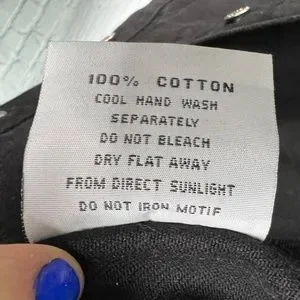 100% COTTON
COOL HAND WASH
SEPARATELY
DO NOT BLEACH
DRY FLAT AWAY
FROM DIRECT SUNLIGHT
DO NOT IRON MOTIF